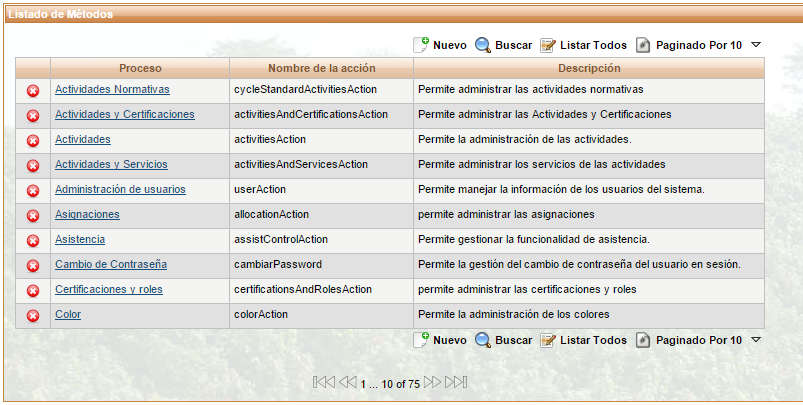 Listado de Métodos
Nuevo Buscar Listar Todos Paginado Por 10
Proceso Nombre de la acción Descripción
Actividades Normativas cycleStandardActivitiesAction Permite administrar las actividades normativas
Actividades y Certificaciones activitiesAndCertificationsAction Permite administrar las Actividades y Certificaciones
Actividades activitiesAction Permite la administración de las actividades.
Actividades y Servicios activitiesAndServicesAction Permite administrar los servicios de las actividades
Administración de usuarios userAction Permite manejar la información de los usuarios del sistema.
Asignaciones allocationAction permite administrar las asignaciones
Asistencia assistControlAction Permite gestionar la funcionalidad de asistencia.
Cambio de Contraseña cambiarPassword Permite la gestión del cambio de contraseña del usuario en sesión.
Certificaciones y roles certificationsAndRolesAction permite administrar las certificaciones y roles
Color colorAction Permite la administración de los colores
Nuevo Buscar Listar Todos Paginado Por 10
1 ... 10 of 75